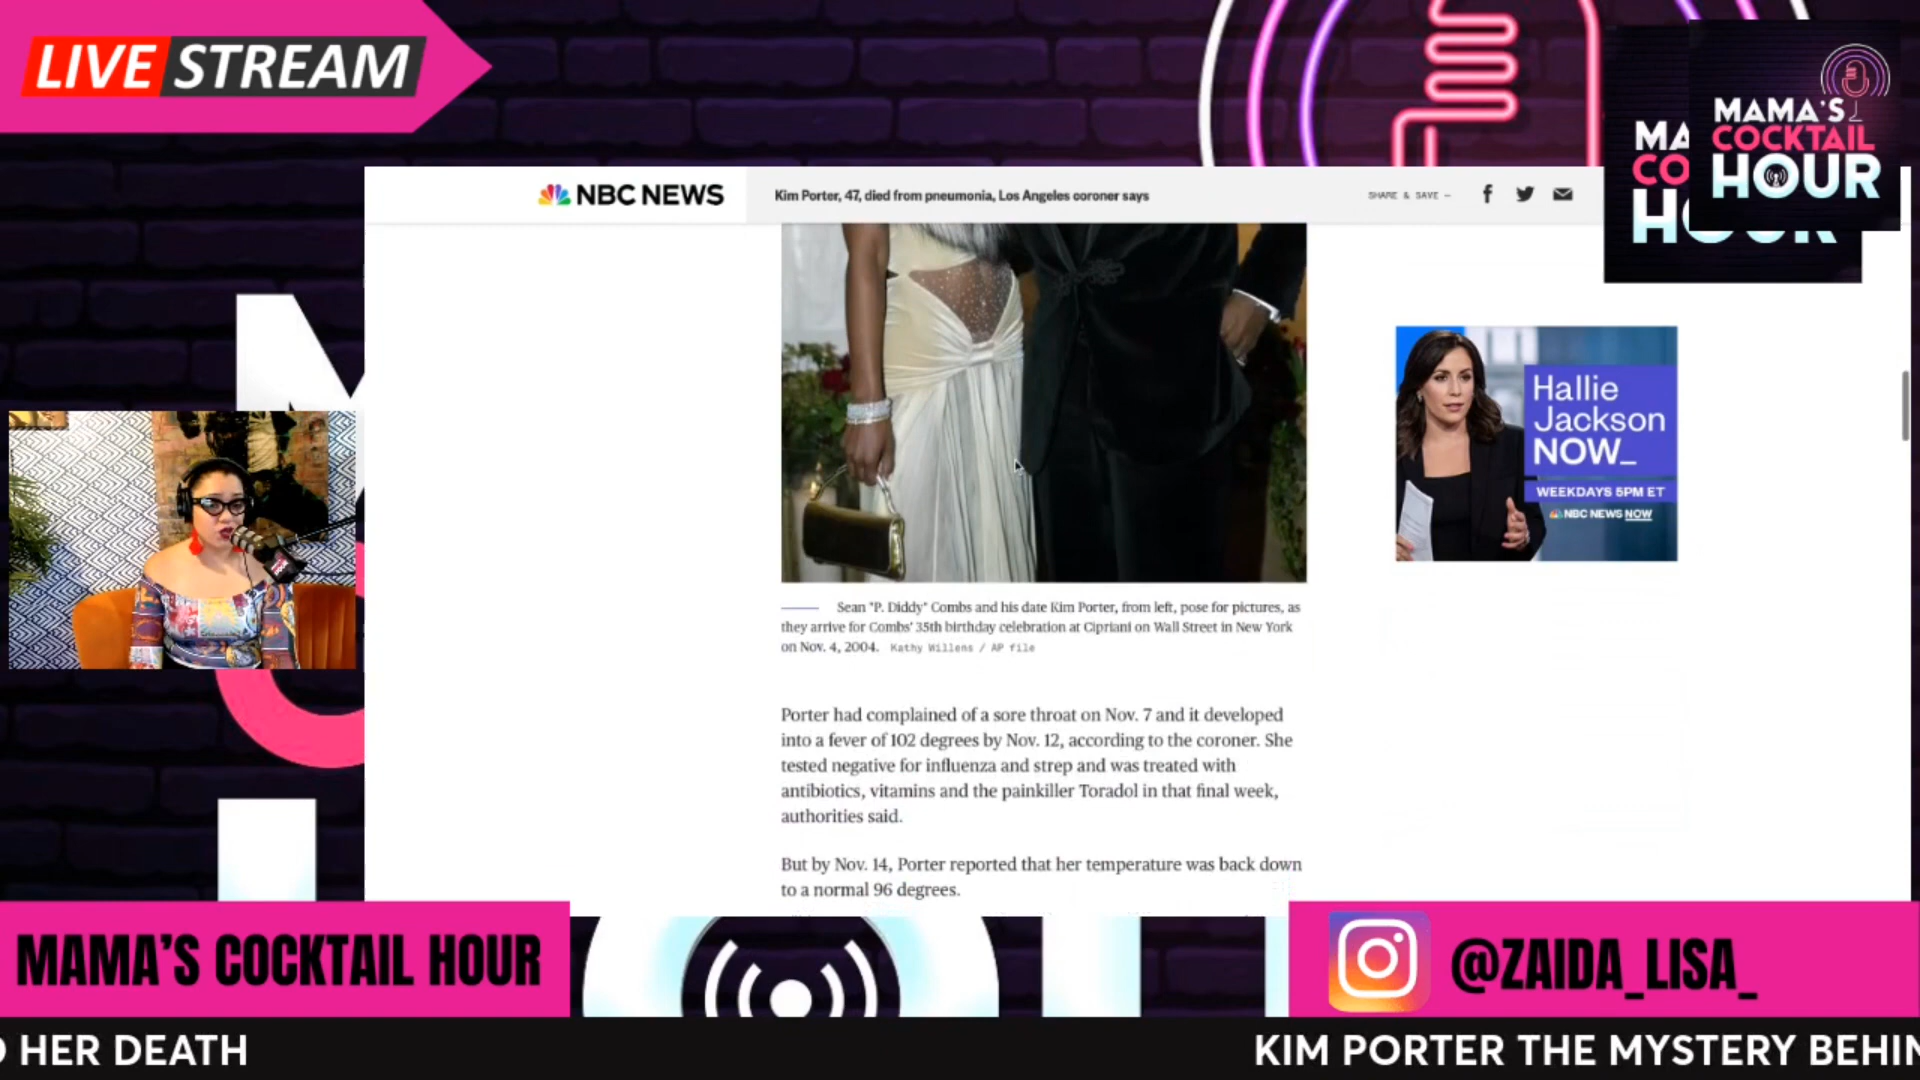 LIVE STREAM
MAMA'S
COCKTAIL
HOUR
MA
CO
HOUR
NBC NEWS
Kim Porter, 47, died from pneumonia, Los Angeles coroner says
SHARE & SAVE —
Hallie
Jackson
NOW_
WEEKDAYS 5PM ET
NBC NEWS NOW
Sean "P. Diddy" Combs and his date Kim Porter, from left, pose for pictures, as
they arrive for Combs' 35th birthday celebration at Cipriani on Wall Street in New York
on Nov. 4, 2004. Kathy Willens / AP file
Porter had complained of a sore throat on Nov. 7 and it developed
into a fever of 102 degrees by Nov. 12, according to the coroner. She
tested negative for influenza and strep and was treated with
antibiotics, vitamins and the painkiller Toradol in that final week,
authorities said.
But by Nov. 14, Porter reported that her temperature was back down
to a normal 96 degrees.
MAMA'S COCKTAIL HOUR
@ZAIDA_LISA_
HER DEATH
KIM PORTER THE MYSTERY BEHIN